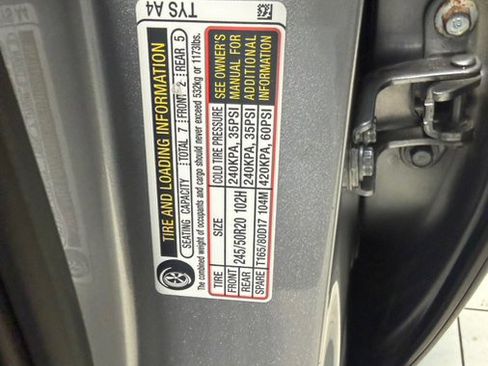 TYS A4
TIRE AND LOADING INFORMATION
SEATING CAPACITY TOTAL 7 FRONT 2 REAR 5
The combined weight of occupants and cargo should never exceed 532kg or 1173lbs.
TIRE SIZE COLD TIRE PRESSURE
FRONT 245/50R20 102H 240KPA, 35PSI
REAR 240KPA, 35PSI
SPARE T165/80D17 104M 420KPA, 60PSI
SEE OWNER'S
MANUAL FOR
ADDITIONAL
INFORMATION